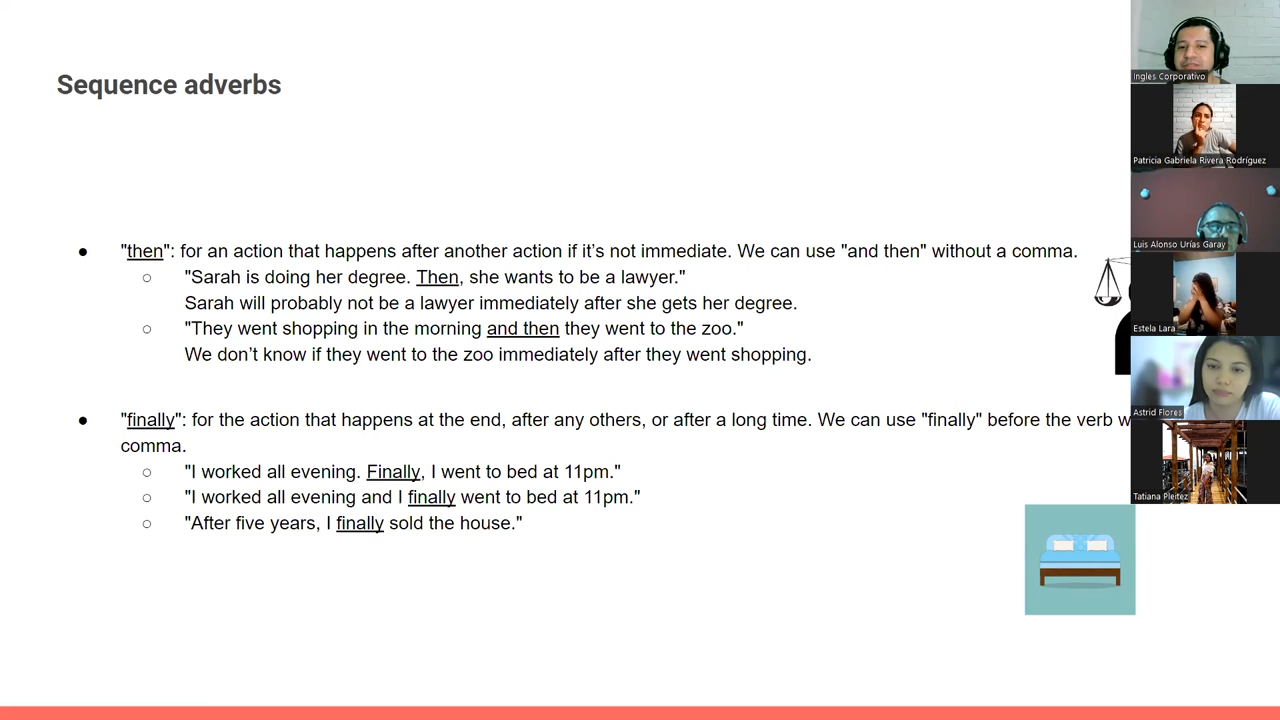 Sequence adverbs
● "then": for an action that happens after another action if it’s not immediate. We can use "and then" without a comma.
○ "Sarah is doing her degree. Then, she wants to be a lawyer."
Sarah will probably not be a lawyer immediately after she gets her degree.
○ "They went shopping in the morning and then they went to the zoo."
We don’t know if they went to the zoo immediately after they went shopping.
● "finally": for the action that happens at the end, after any others, or after a long time. We can use "finally" before the verb
comma.
○ "I worked all evening. Finally, I went to bed at 11pm."
○ "I worked all evening and I finally went to bed at 11pm."
○ "After five years, I finally sold the house."
Ingles Corporativo
Patricia Gabriela Rivera Rodríguez
Luis Alonso Urías Garay
Estela Lara
Astrid Flores
Tatiana Pleitez